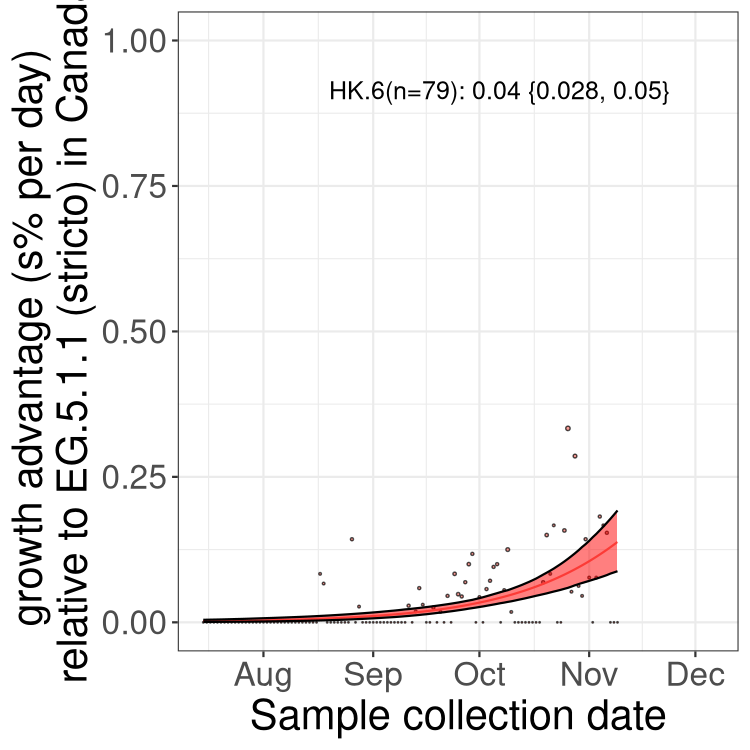 growth advantage (s% per day)
relative to EG.5.1.1 (stricto) in Canada
1.00
0.75
0.50
0.25
0.00
HK.6(n=79): 0.04 {0.028, 0.05}
Aug Sep Oct Nov Dec
Sample collection date